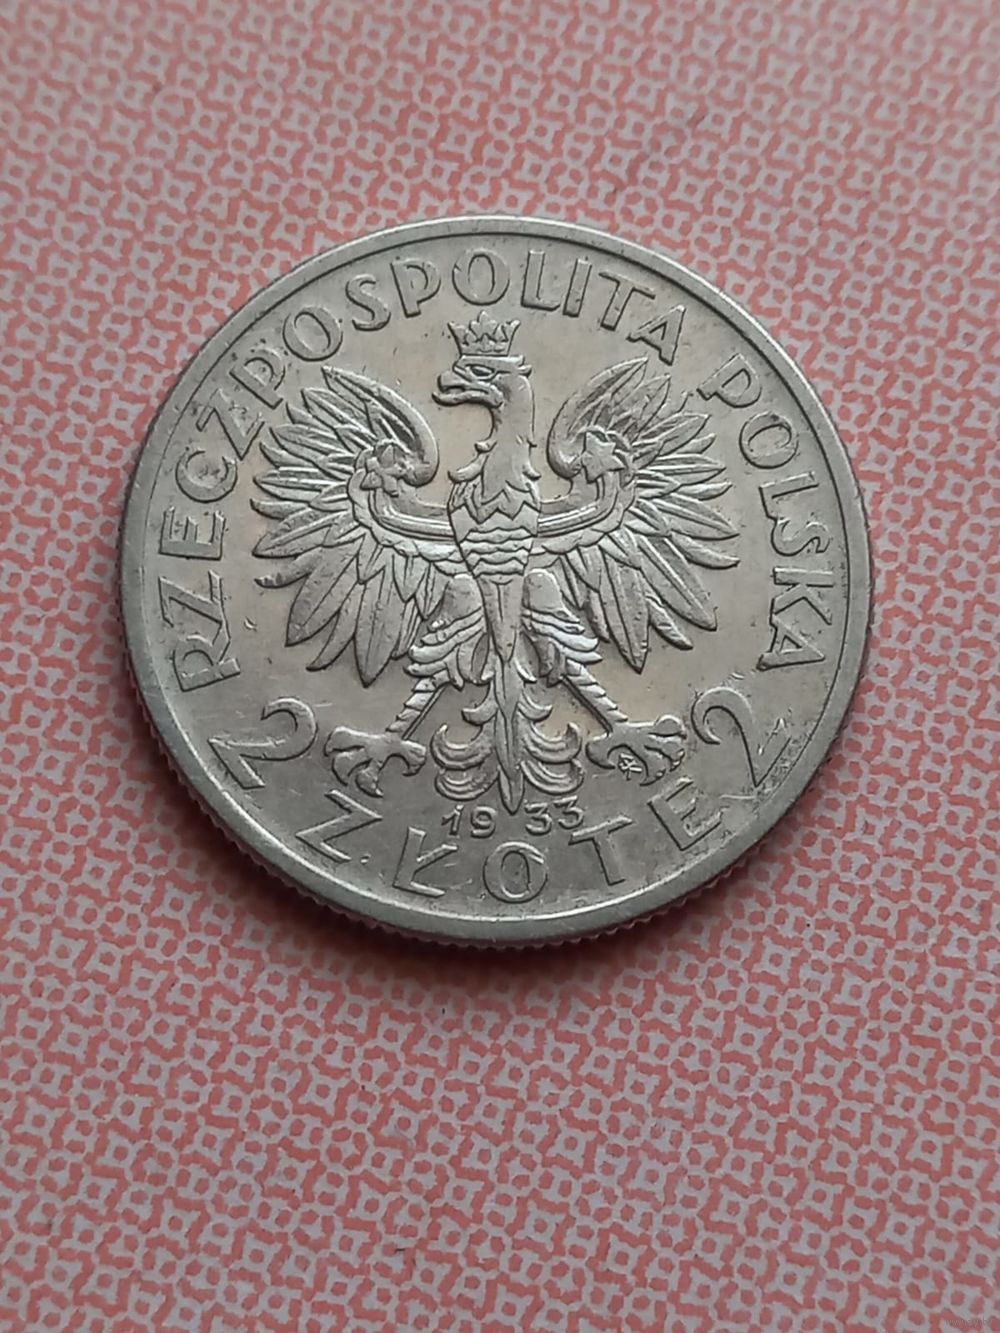 RZECZPOSPOLITA POLSKA
1933
2 ZŁOTE 2